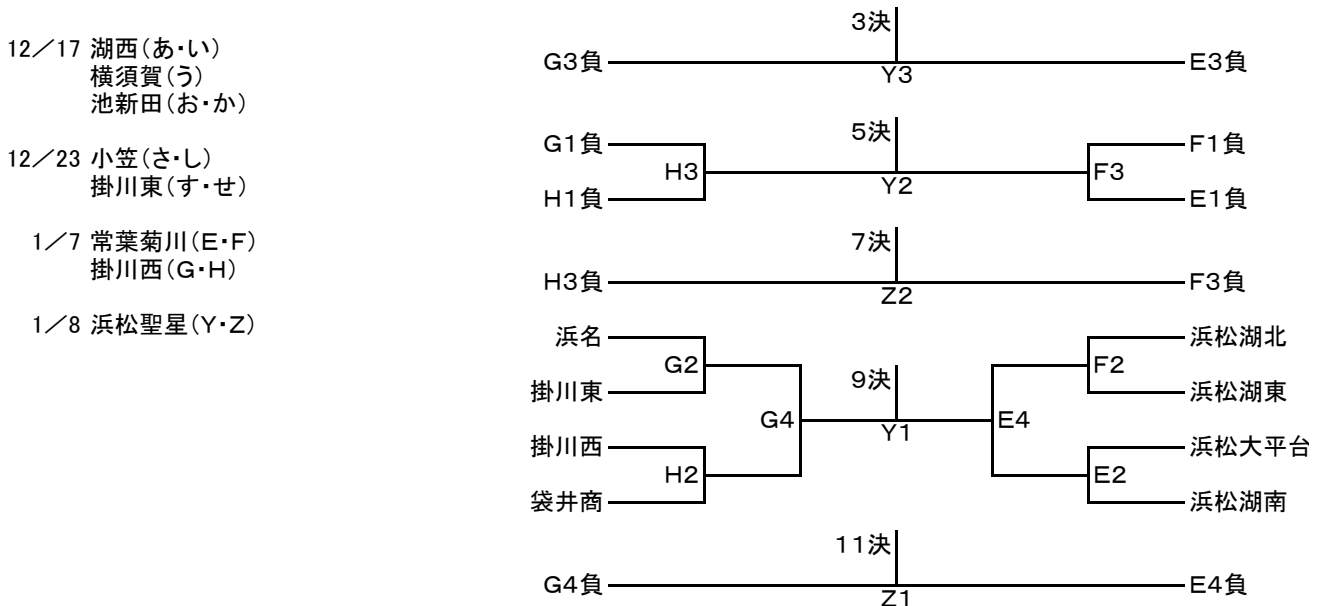 12／17 湖西（あ・い）
横須賀（う）
池新田（お・か）
12／23 小笠（さ・し）
掛川東（す・せ）
1／7 常葉菊川（Ｅ・Ｆ）
掛川西（Ｇ・Ｈ）
1／8 浜松聖星（Ｙ・Ｚ）
３決
Ｇ３負 Ｙ３ Ｅ３負
５決
Ｇ１負 Ｆ１負
Ｈ３ Ｙ２ Ｆ３
Ｈ１負 Ｅ１負
７決
Ｈ３負 Ｚ２ Ｆ３負
浜名 浜松湖北
Ｇ２ Ｆ２
９決
掛川東 浜松湖東
Ｇ４ Ｙ１ Ｅ４
掛川西 浜松大平台
Ｈ２ Ｅ２
袋井商 浜松湖南
１１決
Ｇ４負 Ｚ１ Ｅ４負